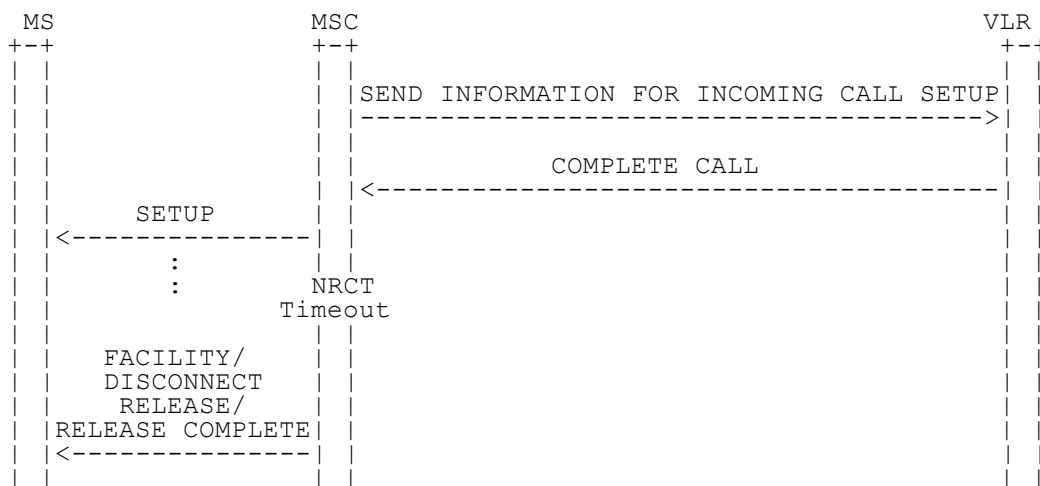 MS MSC VLR
SEND INFORMATION FOR INCOMING CALL SETUP
COMPLETE CALL
SETUP
:
: NRCT
Timeout
FACILITY/
DISCONNECT
RELEASE/
RELEASE COMPLETE